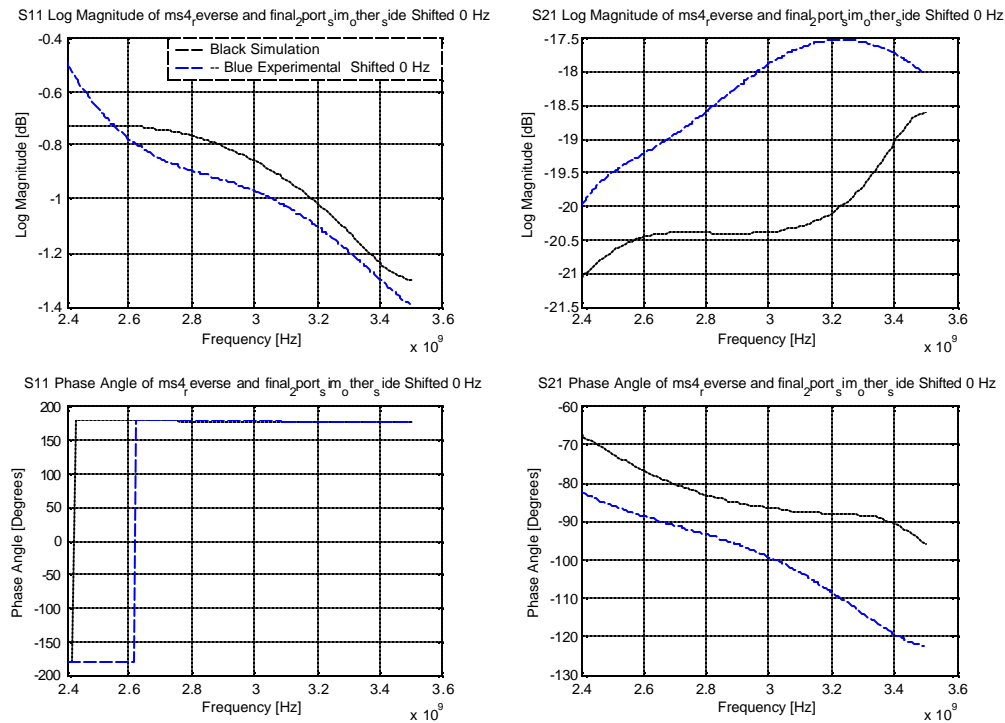 S11 Log Magnitude of ms4reverse and final2portsimotherside Shifted 0 Hz
-0.4
-0.6
-0.8
-1
-1.2
-1.4
Log Magnitude [dB]
Black Simulation
-- Blue Experimental Shifted 0 Hz
2.4 2.6 2.8 3 3.2 3.4 3.6
Frequency [Hz]
x 10^9
S21 Log Magnitude of ms4reverse and final2portsimotherside Shifted 0 Hz
-17.5
-18
-18.5
-19
-19.5
-20
-20.5
-21
-21.5
Log Magnitude [dB]
2.4 2.6 2.8 3 3.2 3.4 3.6
Frequency [Hz]
x 10^9
S11 Phase Angle of ms4reverse and final2portsimotherside Shifted 0 Hz
200
150
100
50
0
-50
-100
-150
-200
Phase Angle [Degrees]
2.4 2.6 2.8 3 3.2 3.4 3.6
Frequency [Hz]
x 10^9
S21 Phase Angle of ms4reverse and final2portsimotherside Shifted 0 Hz
-60
-70
-80
-90
-100
-110
-120
-130
Phase Angle [Degrees]
2.4 2.6 2.8 3 3.2 3.4 3.6
Frequency [Hz]
x 10^9